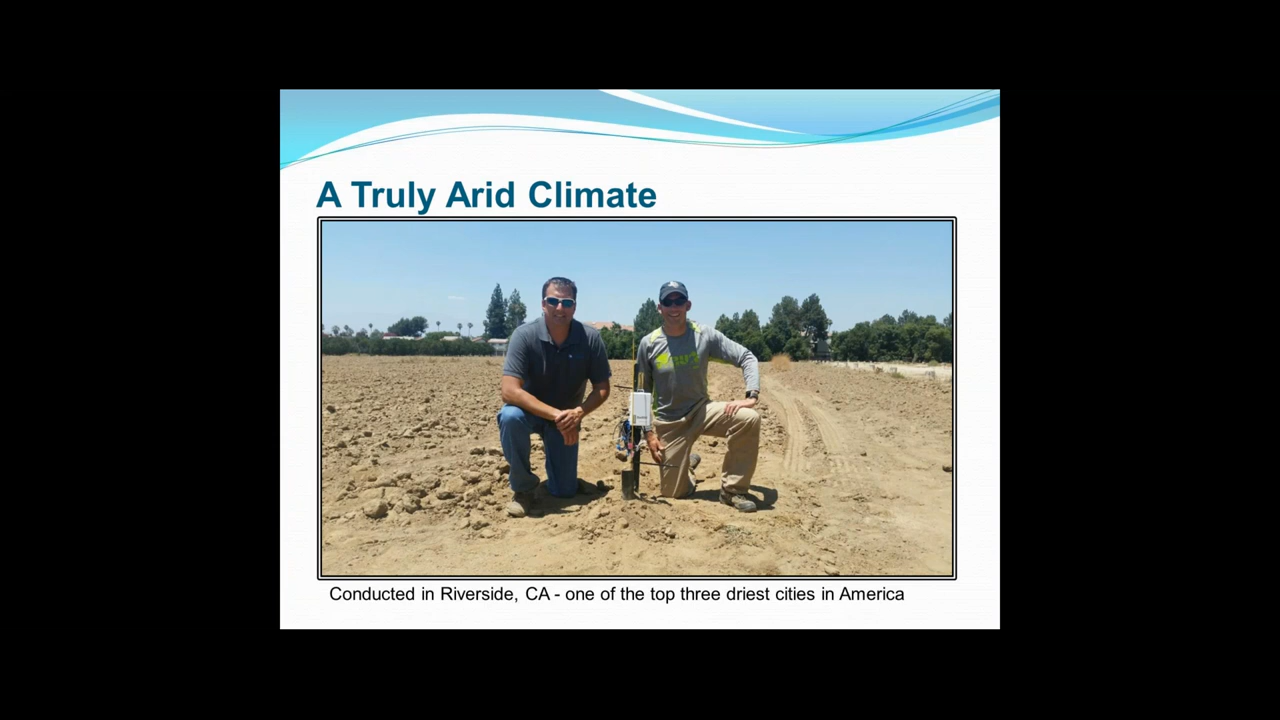 A Truly Arid Climate
Conducted in Riverside, CA - one of the top three driest cities in America